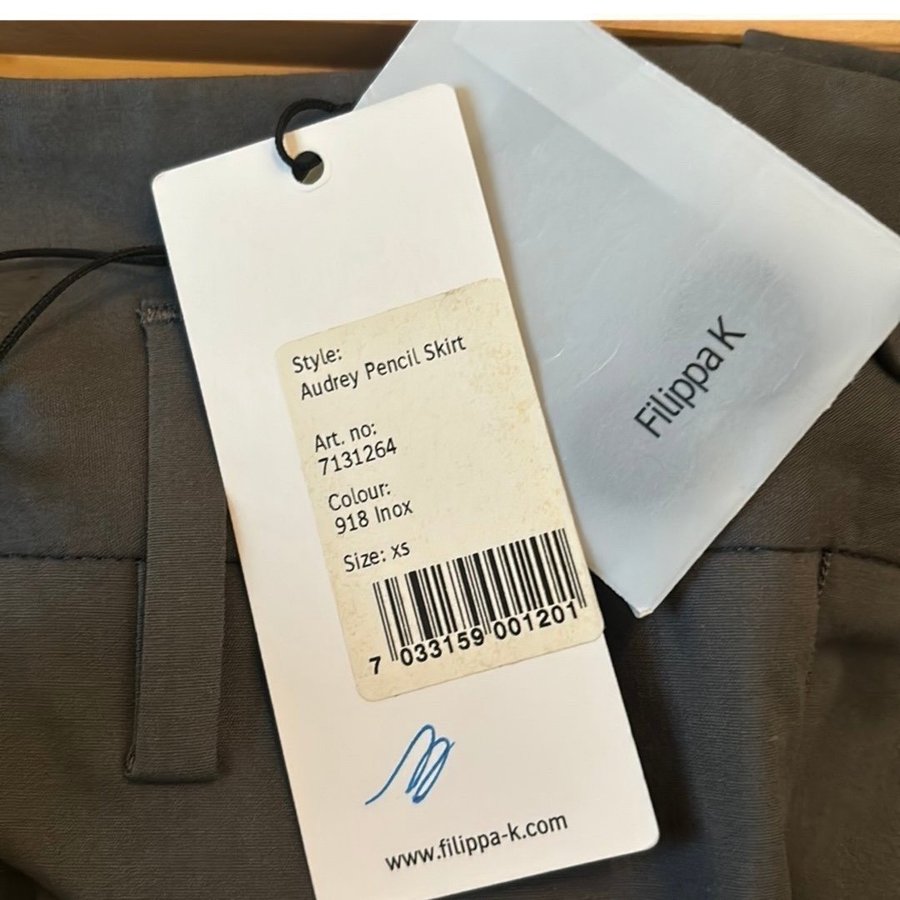 Style:
Audrey Pencil Skirt
Art. no:
7131264
Colour:
918 Inox
Size: xs
7 033159 001201
www.filippa-k.com
Filippa K